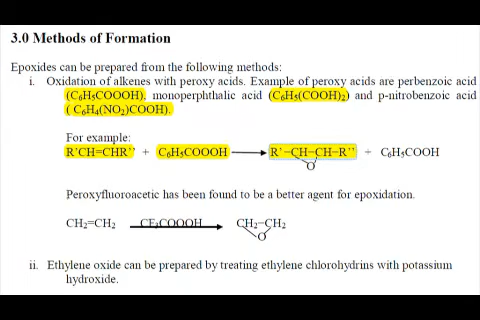 3.0 Methods of Formation
Epoxides can be prepared from the following methods:
i. Oxidation of alkenes with peroxy acids. Example of peroxy acids are perbenzoic acid
(C₆H₅COOOH), monoperphthalic acid (C₆H₅(COOH)₂) and p-nitrobenzoic acid
( C₆H₄(NO₂)COOH).
For example:
R'CH=CHR'' + C₆H₅COOOH ⟶ R'−CH−CH−R'' + C₆H₅COOH
O
Peroxyfluoroacetic has been found to be a better agent for epoxidation.
CH₂=CH₂ CF₃COOOH ⟶ CH₂−CH₂
O
ii. Ethylene oxide can be prepared by treating ethylene chlorohydrins with potassium
hydroxide.